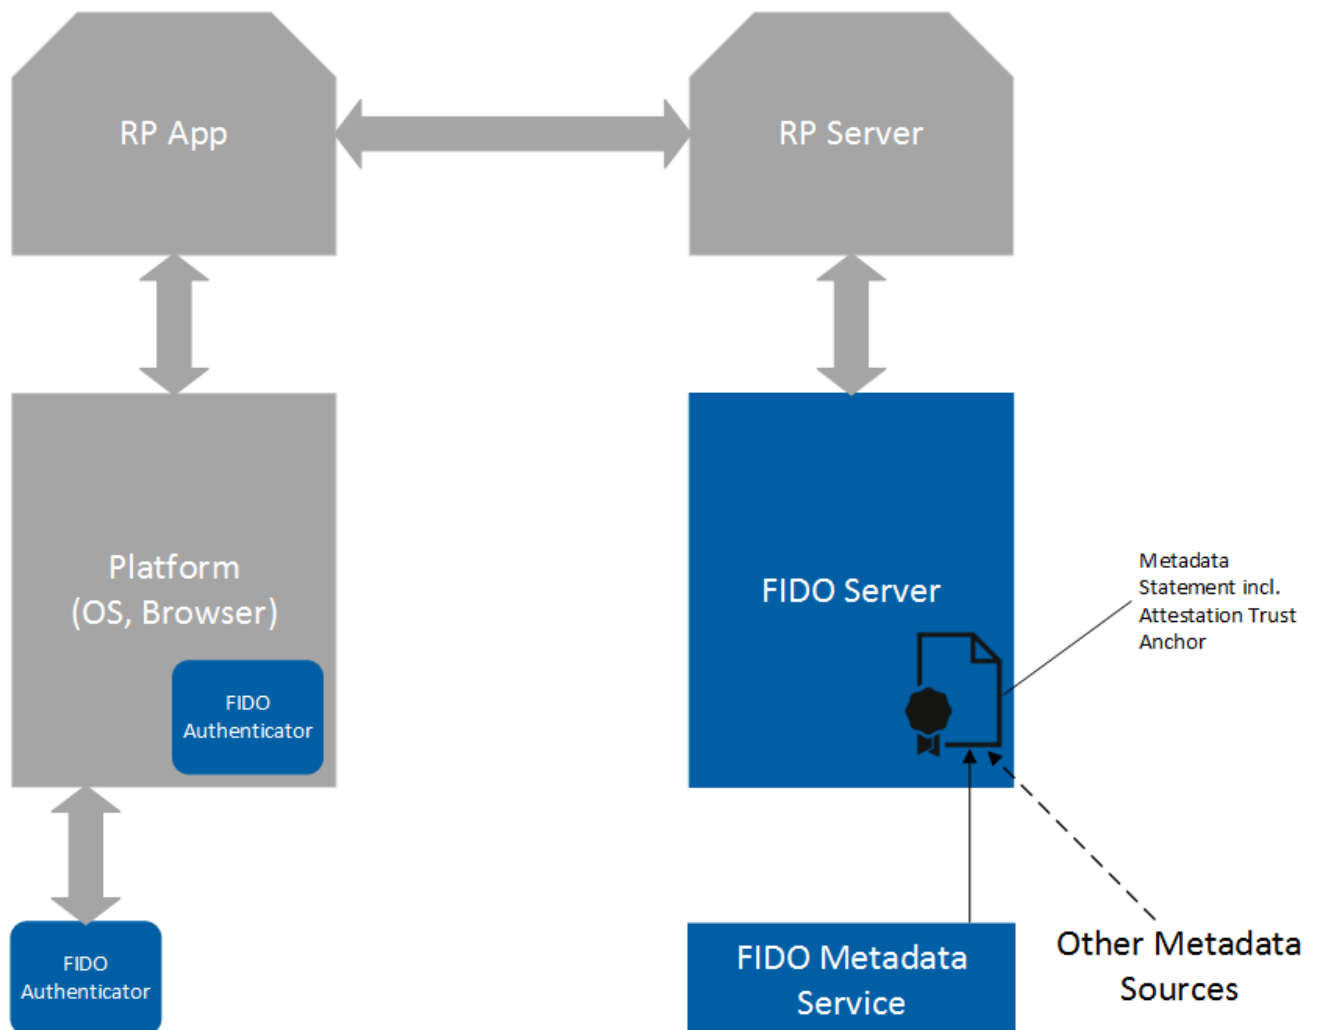 RP App
RP Server
Platform
(OS, Browser)
FIDO
Authenticator
FIDO Server
Metadata
Statement incl.
Attestation Trust
Anchor
FIDO
Authenticator
FIDO Metadata
Service
Other Metadata
Sources